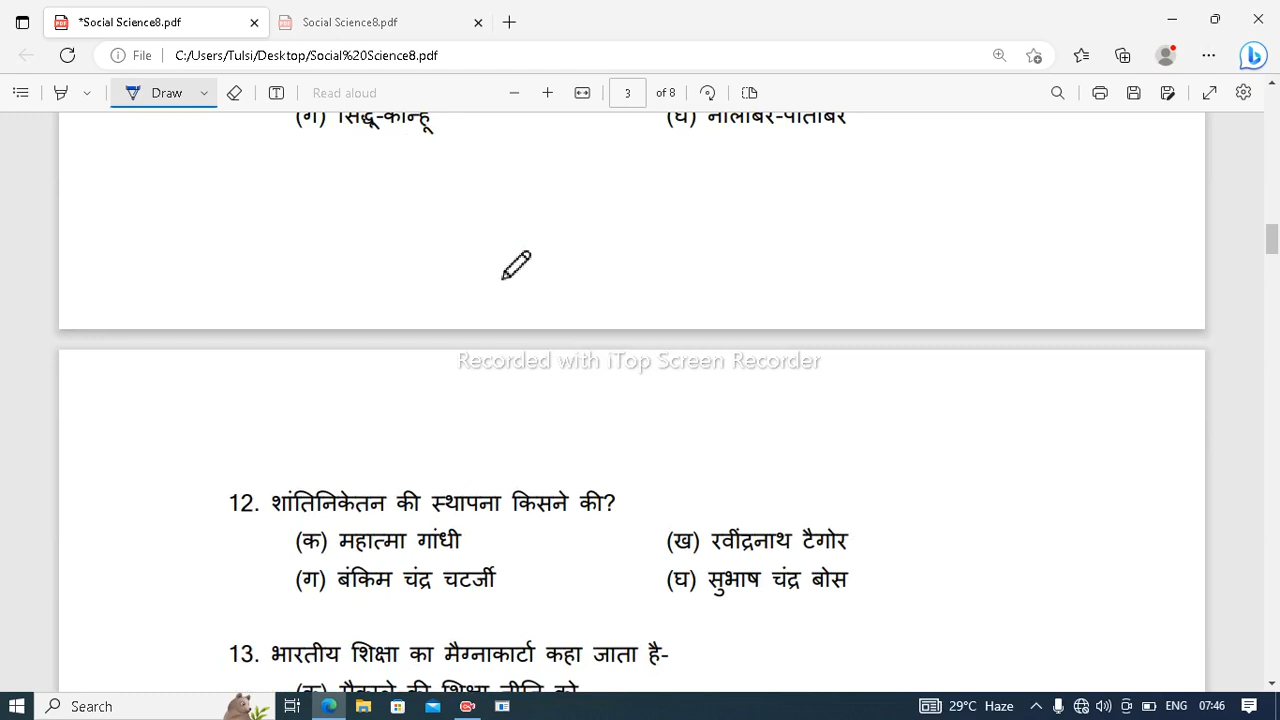 *Social Science8.pdf
Social Science8.pdf
File C:/Users/Tulsi/Desktop/Social%20Science8.pdf
Draw Read aloud 3 of 8
(ग) सिद्धू-कान्हू (घ) नीलांबर-पीतांबर
Recorded with iTop Screen Recorder
12. शांतिनिकेतन की स्थापना किसने की?
(क) महात्मा गांधी (ख) रवींद्रनाथ टैगोर
(ग) बंकिम चंद्र चटर्जी (घ) सुभाष चंद्र बोस
13. भारतीय शिक्षा का मैग्नाकार्टा कहा जाता है-
(क) मैकाले की शिक्षा नीति को
Search 29°C Haze ENG 07:46